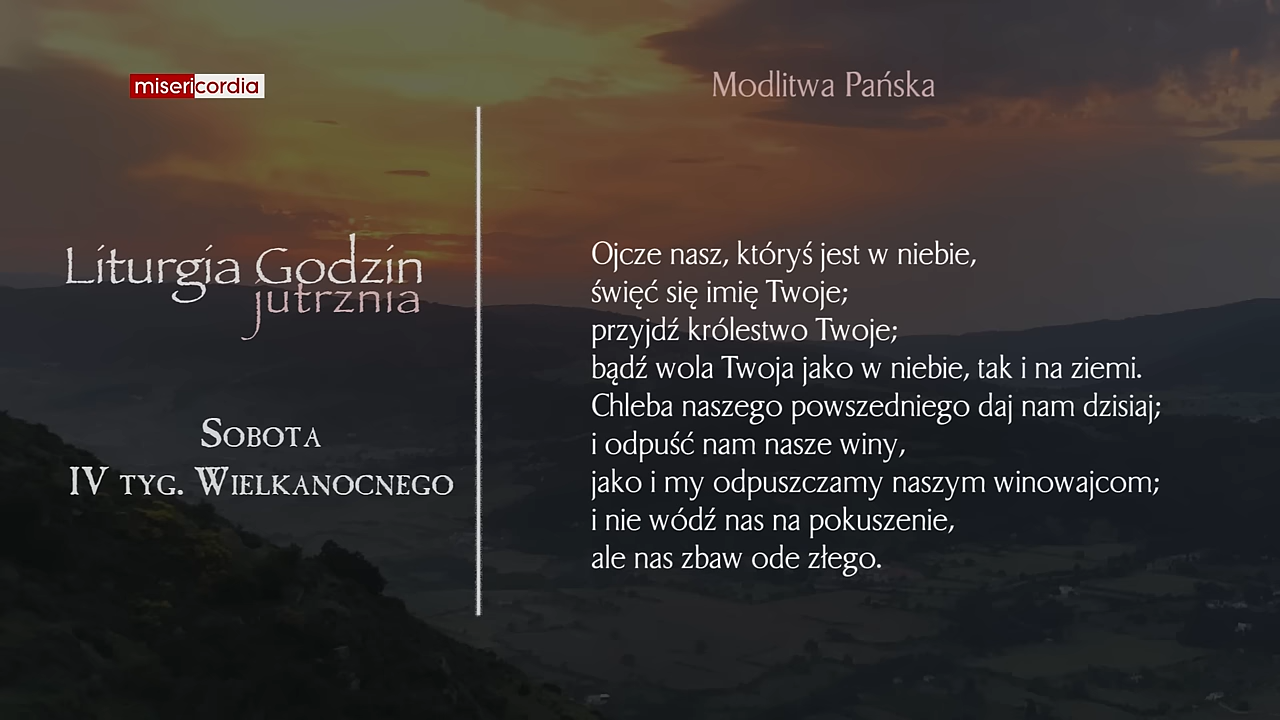 misericordia
Liturgia Godzin
jutrznia
Sobota
IV tyg. Wielkanocnego
Modlitwa Pańska
Ojcze nasz, któryś jest w niebie,
święć się imię Twoje;
przyjdź królestwo Twoje;
bądź wola Twoja jako w niebie, tak i na ziemi.
Chleba naszego powszedniego daj nam dzisiaj;
i odpuść nam nasze winy,
jako i my odpuszczamy naszym winowajcom;
i nie wódź nas na pokuszenie,
ale nas zbaw ode złego.